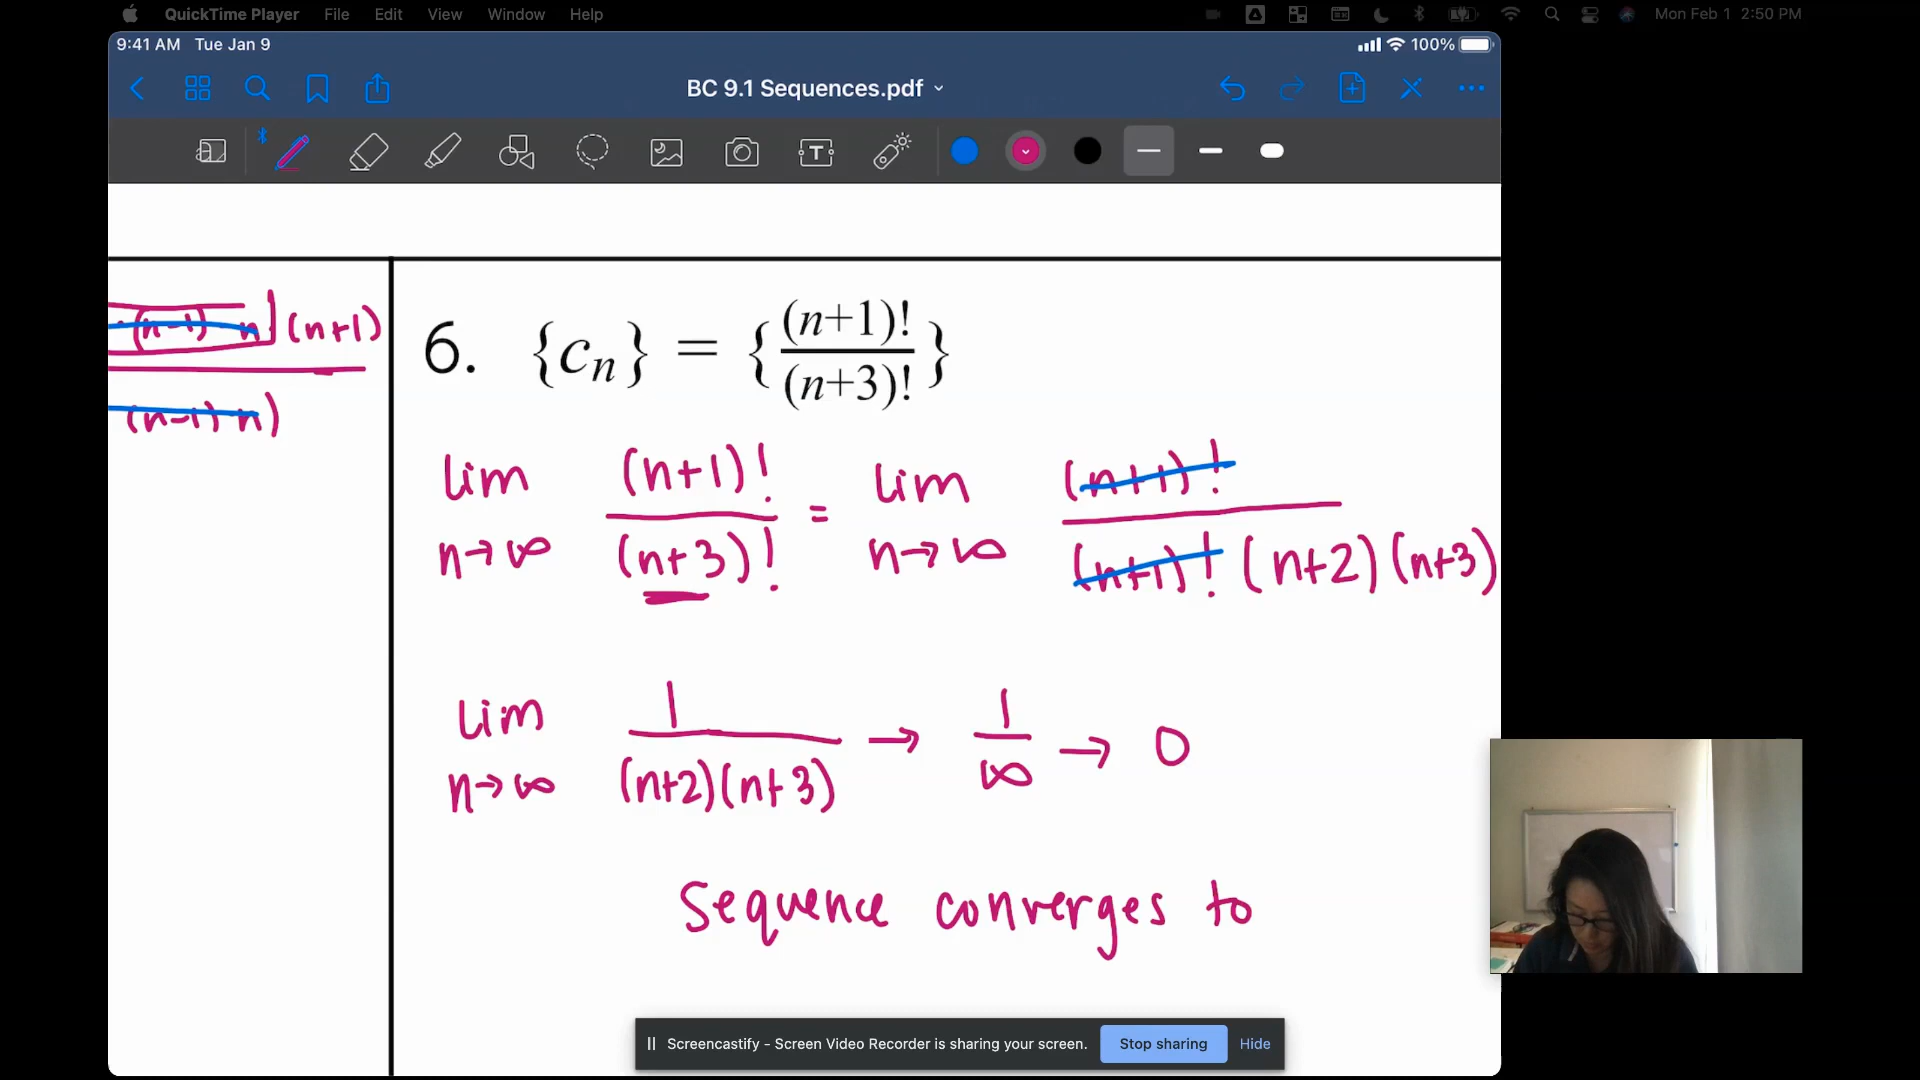 QuickTime Player File Edit View Window Help Mon Feb 1 2:50 PM
9:41 AM Tue Jan 9 100%
BC 9.1 Sequences.pdf
T
(n-1) n] (n+1)
(n-1) n)
6. {cₙ} = {(n+1)!/(n+3)!}
lim n→∞ (n+1)!/(n+3)! = lim n→∞ (n+1)!/(n+1)! (n+2) (n+3)
lim n→∞ 1/(n+2)(n+3) → 1/∞ → 0
Sequence converges to
Screencastify - Screen Video Recorder is sharing your screen. Stop sharing Hide